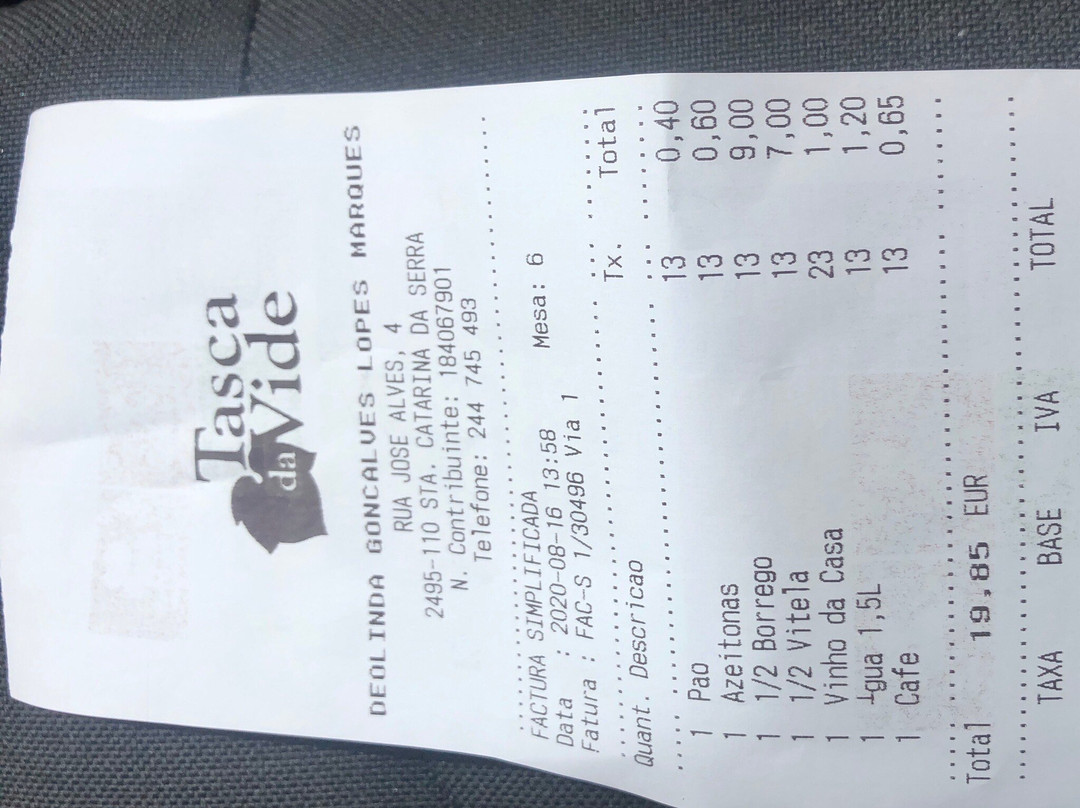 Tasca
da Vide
DEOLINDA GONCALVES LOPES MARQUES
RUA JOSE ALVES, 4
2495-110 STA. CATARINA DA SERRA
N. Contribuinte: 184067901
Telefone: 244 745 493
FACTURA SIMPLIFICADA
Data : 2020-08-16 13:58 Mesa: 6
Fatura : FAC-S 1/30496 Via 1
Quant. Descricao Tx. Total
1 Pao 13 0,40
1 Azeitonas 13 0,60
1 1/2 Borrego 13 9,00
1 1/2 Vitela 13 7,00
1 Vinho da Casa 23 1,00
1 ┴gua 1,5L 13 1,20
1 Cafe 13 0,65
Total 19,85 EUR
TAXA BASE IVA TOTAL